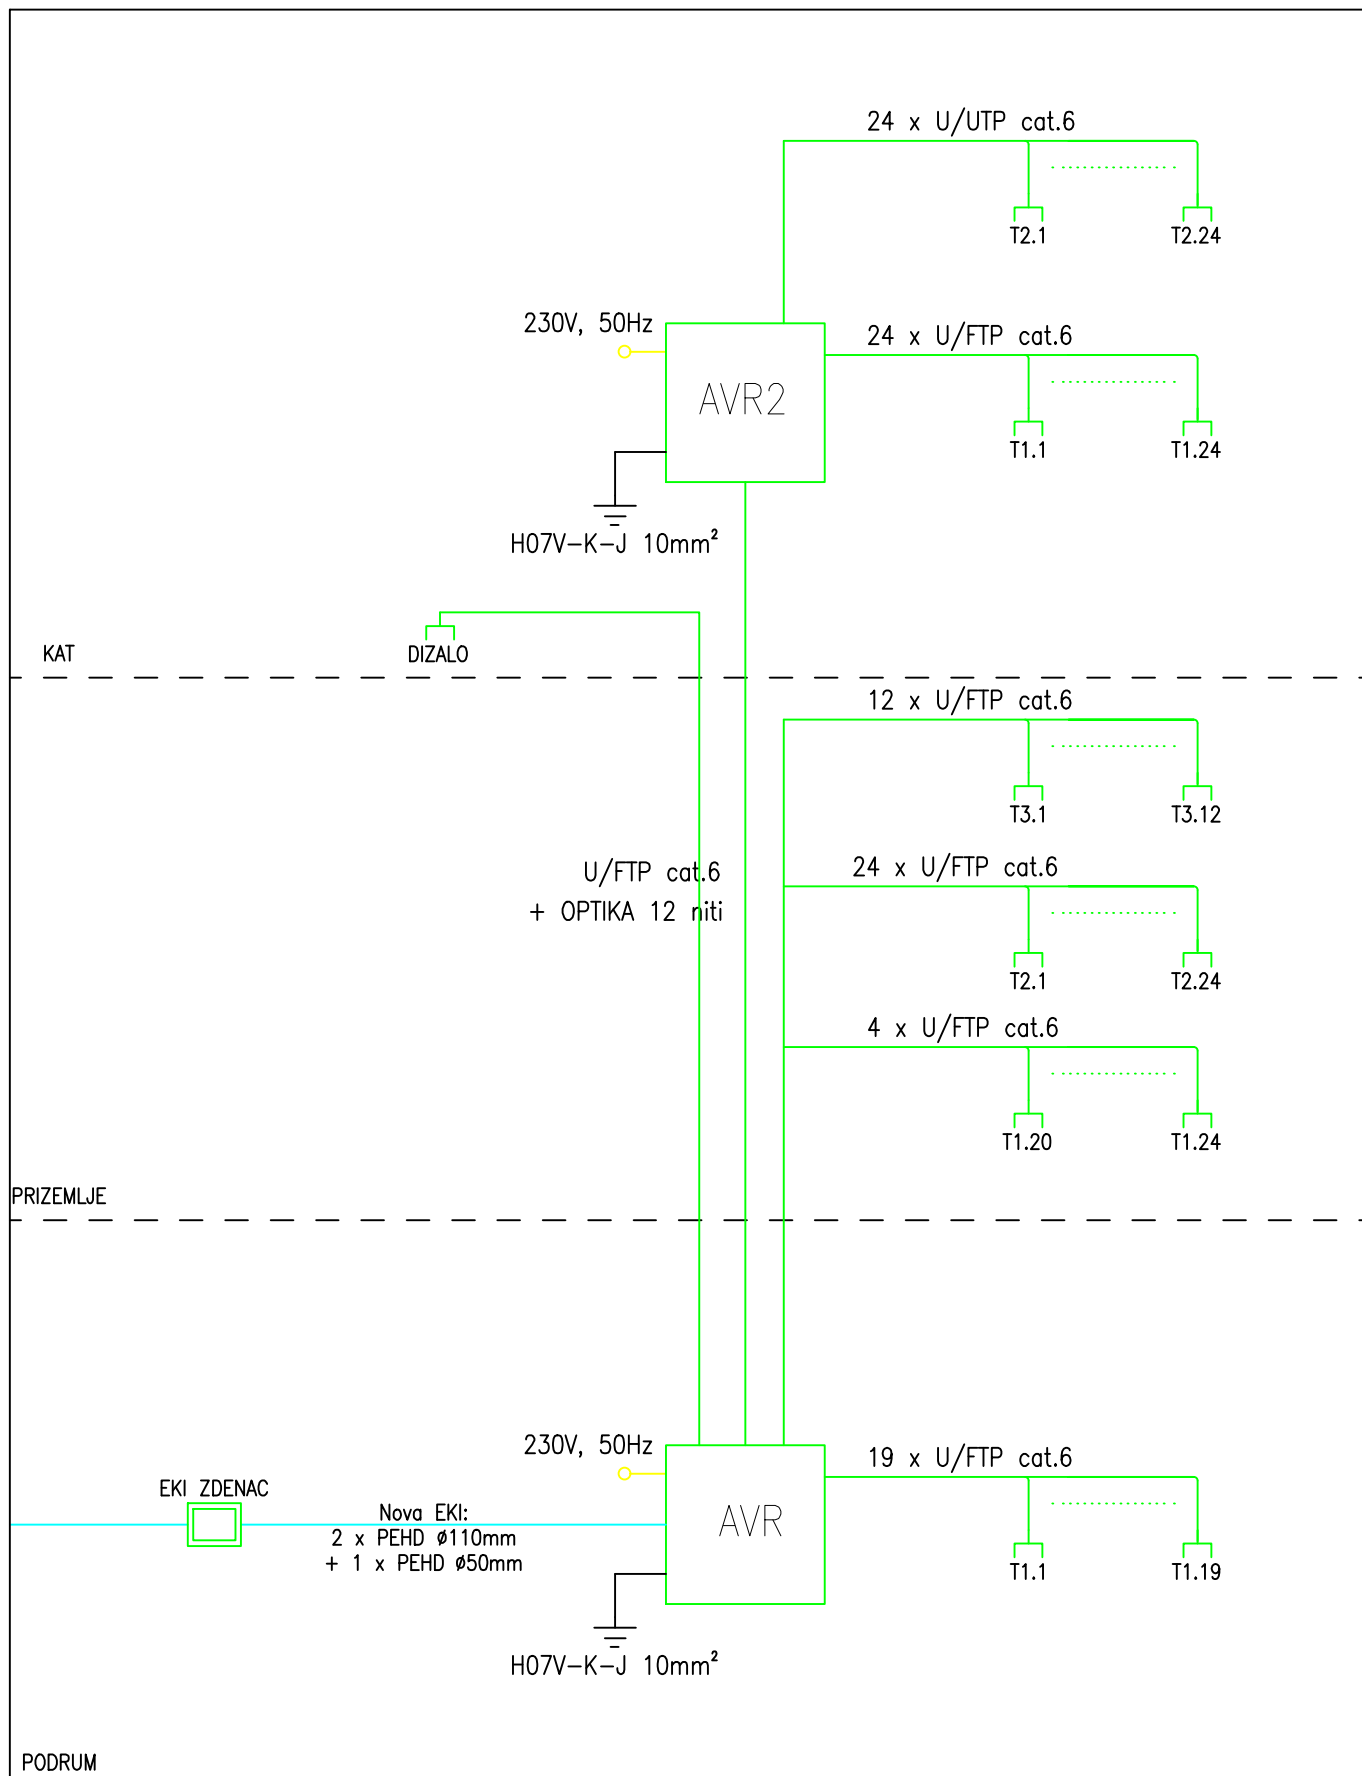 24 x U/UTP cat.6
T2.1
T2.24
230V, 50Hz
24 x U/FTP cat.6
AVR2
T1.1
T1.24
H07V-K-J 10mm²
KAT
DIZALO
12 x U/FTP cat.6
T3.1
T3.12
U/FTP cat.6
+ OPTIKA 12 niti
24 x U/FTP cat.6
T2.1
T2.24
4 x U/FTP cat.6
T1.20
T1.24
PRIZEMLJE
230V, 50Hz
19 x U/FTP cat.6
EKI ZDENAC
Nova EKI:
2 x PEHD ø110mm
+ 1 x PEHD ø50mm
AVR
T1.1
T1.19
H07V-K-J 10mm²
PODRUM